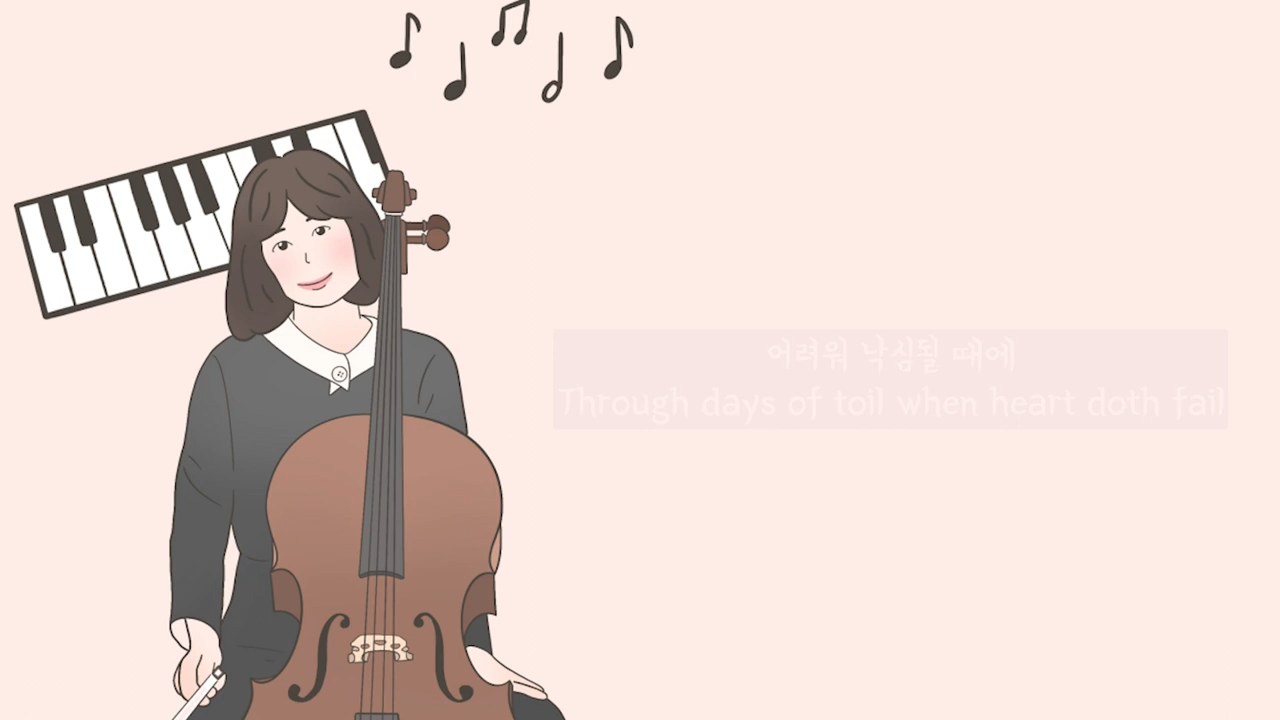 어려워 낙심될 때에
Through days of toil when heart doth fail